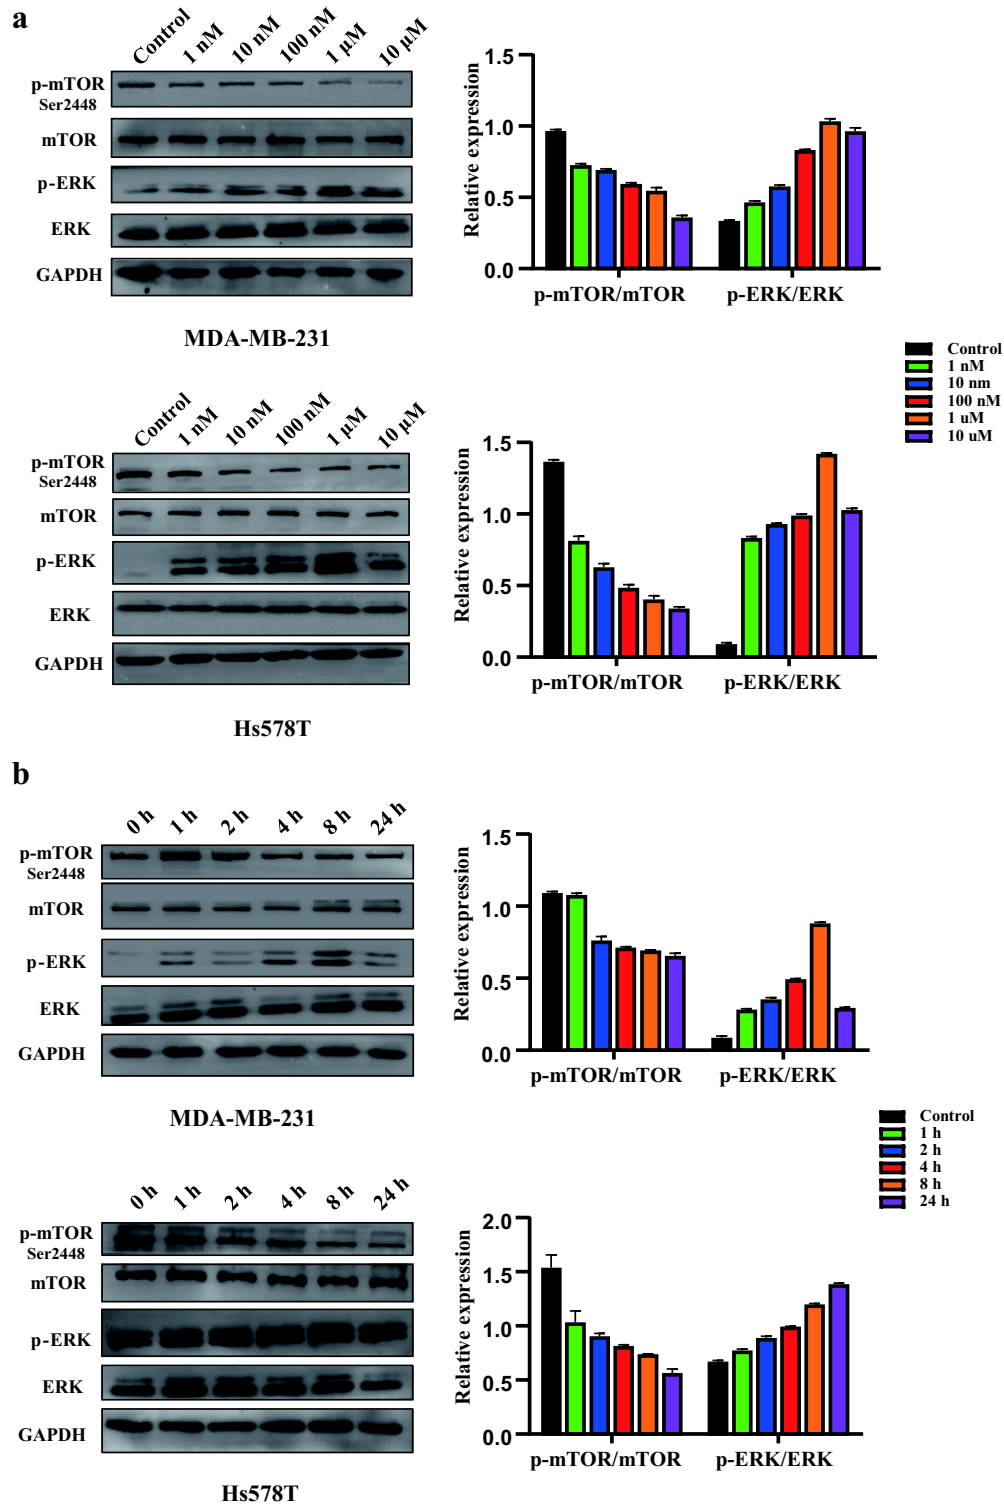 a
Control 1 nM 10 nM 100 nM 1 μM 10 μM
p-mTOR
Ser2448
mTOR
p-ERK
ERK
GAPDH
MDA-MB-231
1.5
1.0
0.5
0.0
Relative expression
p-mTOR/mTOR p-ERK/ERK
Control
1 nM
10 nm
100 nM
1 uM
10 uM
Control 1 nM 10 nM 100 nM 1 μM 10 μM
p-mTOR
Ser2448
mTOR
p-ERK
ERK
GAPDH
Hs578T
1.5
1.0
0.5
0.0
Relative expression
p-mTOR/mTOR p-ERK/ERK
b
0 h 1 h 2 h 4 h 8 h 24 h
p-mTOR
Ser2448
mTOR
p-ERK
ERK
GAPDH
MDA-MB-231
1.5
1.0
0.5
0.0
Relative expression
p-mTOR/mTOR p-ERK/ERK
Control
1 h
2 h
4 h
8 h
24 h
0 h 1 h 2 h 4 h 8 h 24 h
p-mTOR
Ser2448
mTOR
p-ERK
ERK
GAPDH
Hs578T
2.0
1.5
1.0
0.5
0.0
Relative expression
p-mTOR/mTOR p-ERK/ERK